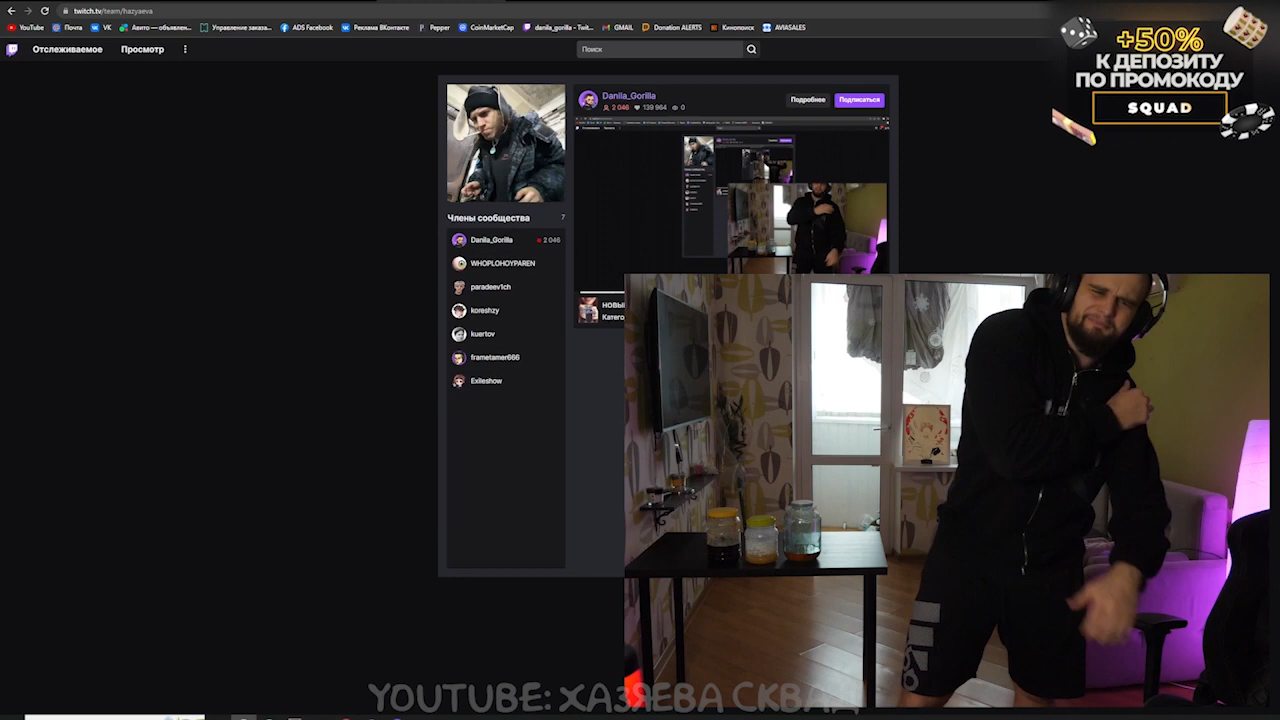 twitch.tv/team/hazyaeva
YouTube Почта VK Авито — объявлен... Управление заказа... ADS Facebook Реклама ВКонтакте Pepper CoinMarketCap danila_gorilla - Twit... GMAIL Donation ALERTS Кинопоиск AVIASALES
Отслеживаемое Просмотр Поиск
+50%
К ДЕПОЗИТУ
ПО ПРОМОКОДУ
SQUAD
Danila_Gorilla
2 046 139 964 0
Подробнее Подписаться
Члены сообщества 7
Danila_Gorilla 2 046
WHOPLOHOYPAREN
paradeev1ch
koreshzy
kuertov
frametamer666
Exileshow
НОВЫ
Катего
YOUTUBE: ХАЗЯЕВА СКВАД